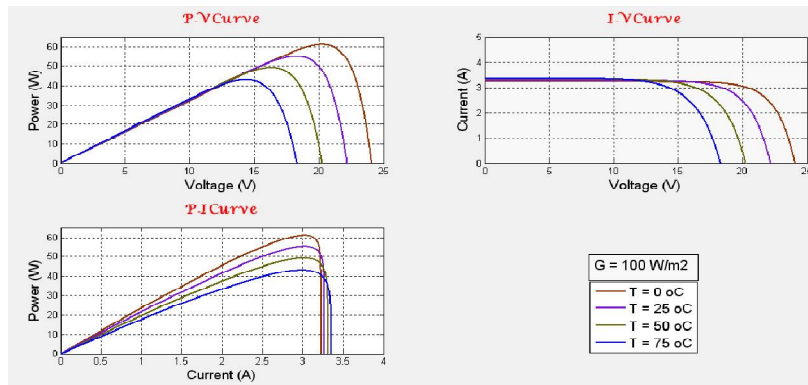 P-V Curve
Power (W)
60
50
40
30
20
10
0
0 5 10 15 20 25
Voltage (V)
I-V Curve
Current (A)
5
4
3
2
1
0
0 5 10 15 20 25
Voltage (V)
P-I Curve
Power (W)
60
50
40
30
20
10
0
0 0.5 1 1.5 2 2.5 3 3.5 4
Current (A)
G = 100 W/m2
T = 0 oC
T = 25 oC
T = 50 oC
T = 75 oC